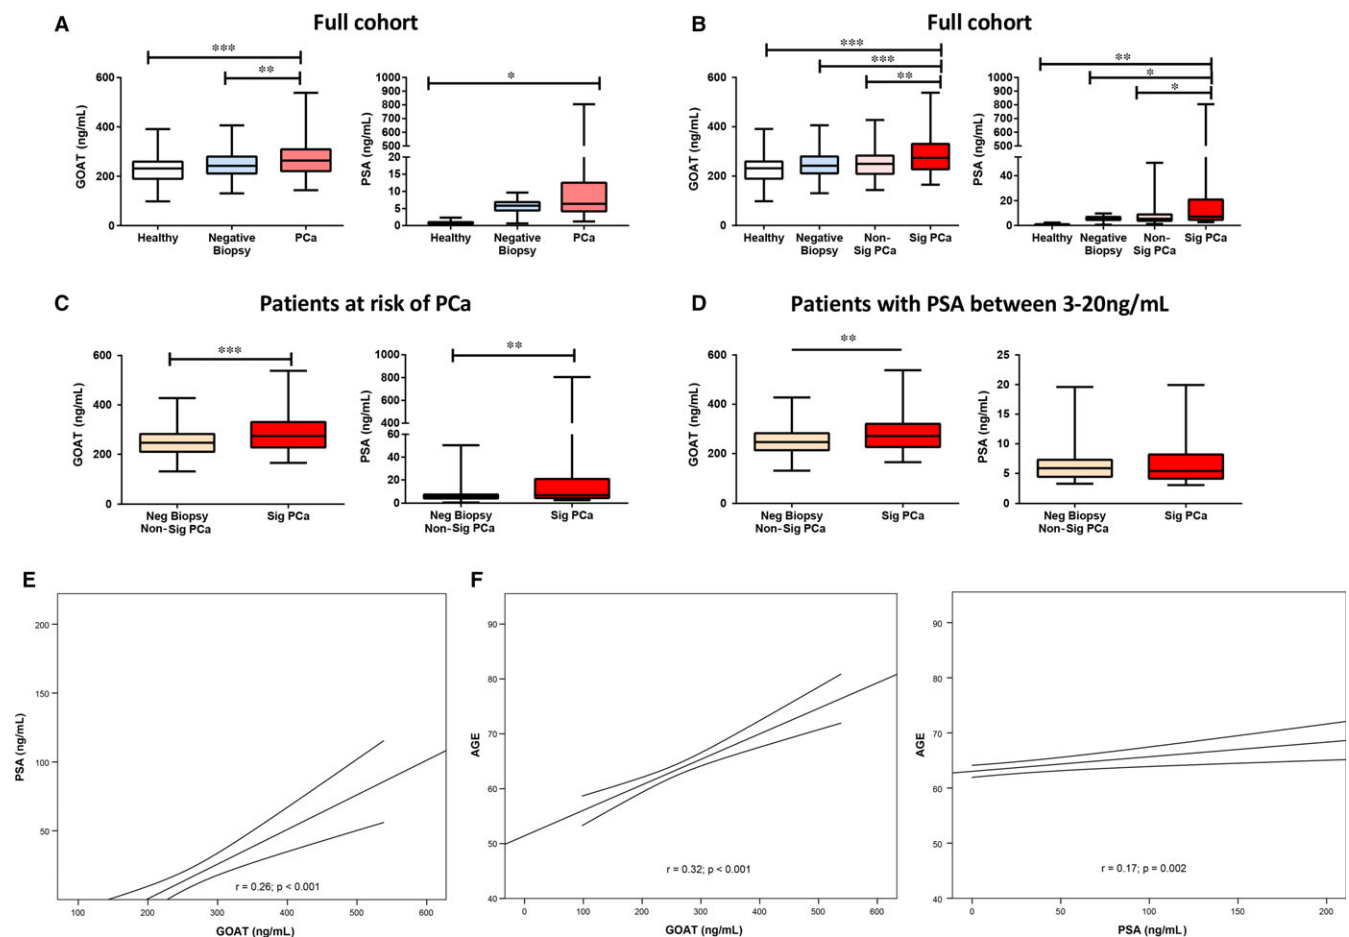 A
Full cohort
***
**
GOAT (ng/mL)
600
400
200
0
Healthy
Negative
Biopsy
PCa
*
PSA (ng/mL)
1000
900
800
700
600
500
20
15
10
5
0
Healthy
Negative
Biopsy
PCa
B
Full cohort
***
***
**
GOAT (ng/mL)
600
400
200
0
Healthy
Negative
Biopsy
Non-
Sig PCa
Sig PCa
**
*
*
PSA (ng/mL)
1000
900
800
700
600
500
40
20
0
Healthy
Negative
Biopsy
Non-
Sig PCa
Sig PCa
C
Patients at risk of PCa
***
GOAT (ng/mL)
600
400
200
0
Neg Biopsy
Non-Sig PCa
Sig PCa
**
PSA (ng/mL)
1000
800
600
400
60
40
20
0
Neg Biopsy
Non-Sig PCa
Sig PCa
D
Patients with PSA between 3-20ng/mL
**
GOAT (ng/mL)
600
400
200
0
Neg Biopsy
Non-Sig PCa
Sig PCa
PSA (ng/mL)
25
20
15
10
5
0
Neg Biopsy
Non-Sig PCa
Sig PCa
E
PSA (ng/mL)
200
150
100
50
r = 0.26; p < 0.001
100
200
300
400
500
600
GOAT (ng/mL)
F
AGE
90
80
70
60
50
40
r = 0.32; p < 0.001
0
100
200
300
400
500
600
GOAT (ng/mL)
AGE
90
80
70
60
50
40
r = 0.17; p = 0.002
0
50
100
150
200
PSA (ng/mL)